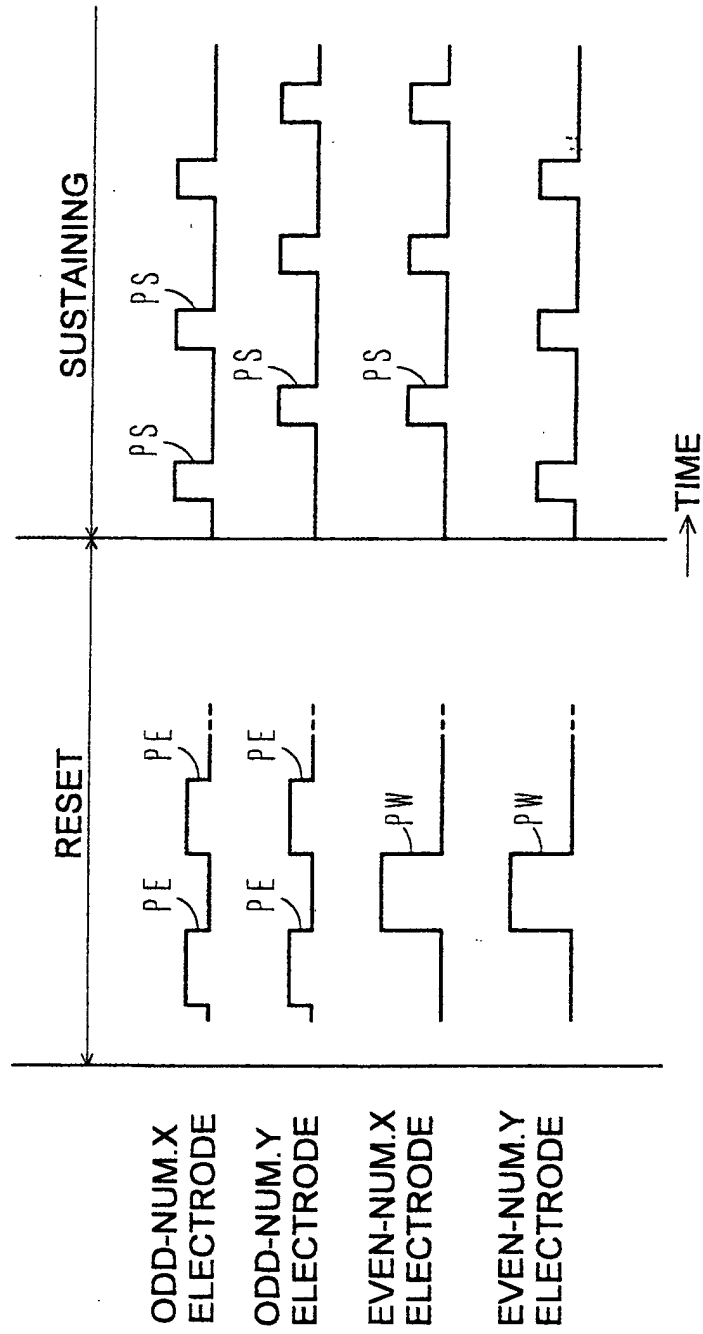 RESET
SUSTAINING
ODD-NUM.X
ELECTRODE
PE
PE
PS
PS
ODD-NUM.Y
ELECTRODE
PE
PE
PS
EVEN-NUM.X
ELECTRODE
PW
PS
EVEN-NUM.Y
ELECTRODE
PW
→TIME